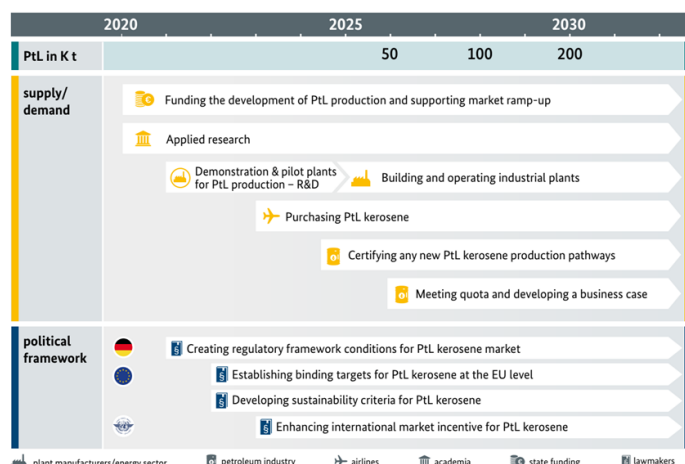 2020 2025 2030
PtL in K t 50 100 200
supply/
demand
Funding the development of PtL production and supporting market ramp-up
Applied research
Demonstration & pilot plants
for PtL production – R&D
Building and operating industrial plants
Purchasing PtL kerosene
Certifying any new PtL kerosene production pathways
Meeting quota and developing a business case
political
framework
Creating regulatory framework conditions for PtL kerosene market
Establishing binding targets for PtL kerosene at the EU level
Developing sustainability criteria for PtL kerosene
Enhancing international market incentive for PtL kerosene
plant manufacturers/energy sector petroleum industry airlines academia state funding lawmakers